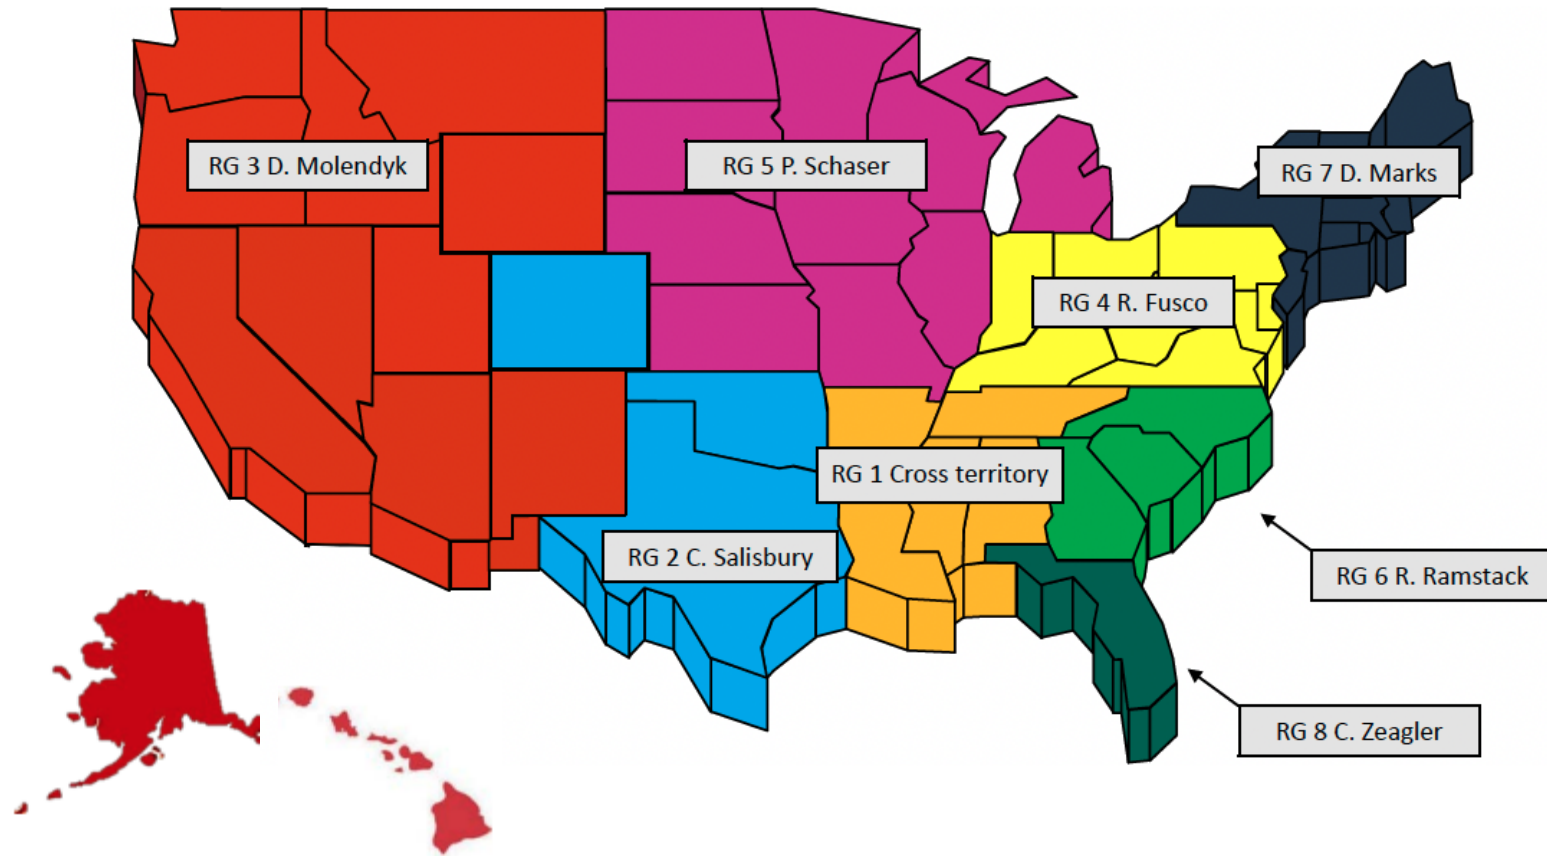 RG 3 D. Molendyk
RG 5 P. Schaser
RG 7 D. Marks
RG 4 R. Fusco
RG 1 Cross territory
RG 2 C. Salisbury
RG 6 R. Ramstack
RG 8 C. Zeagler